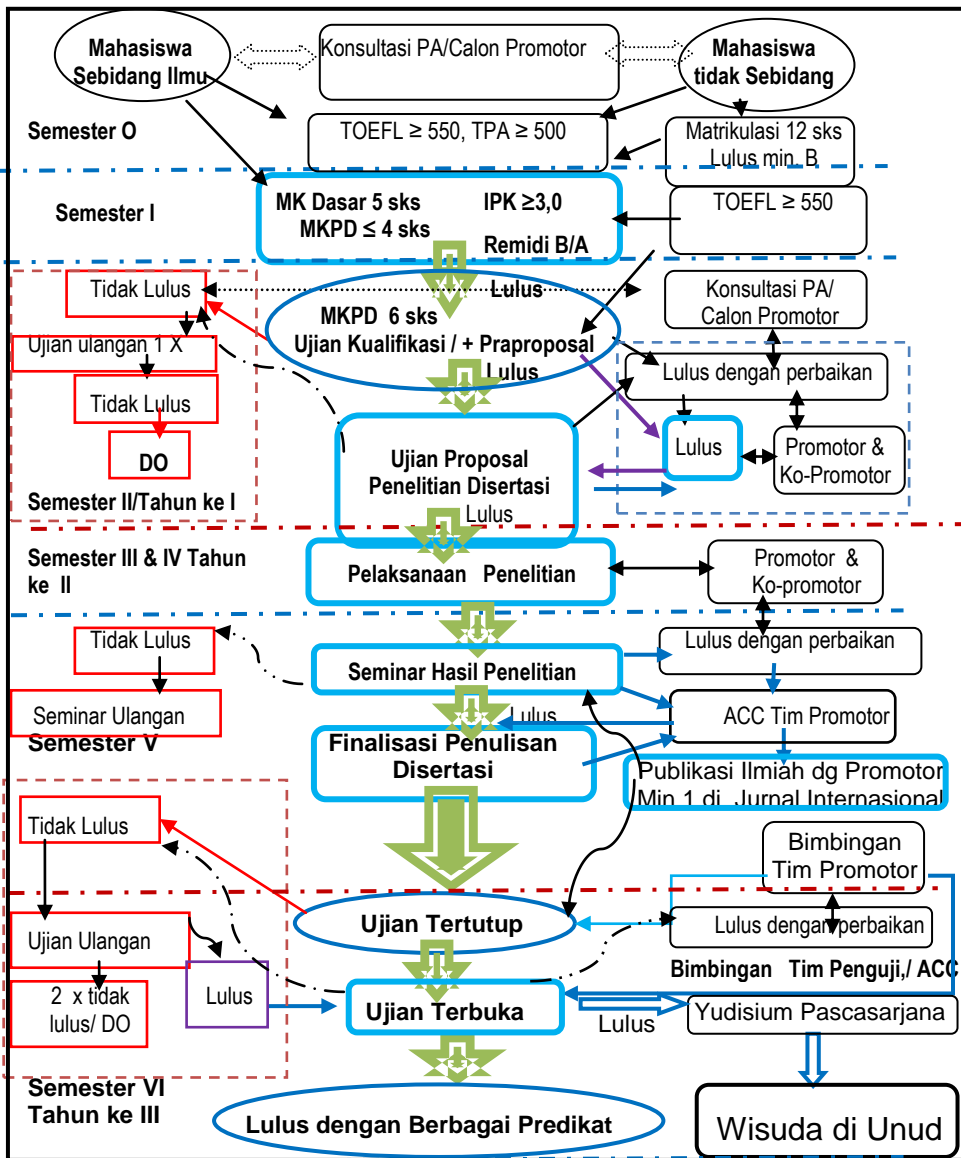 Mahasiswa
Sebidang Ilmu
Konsultasi PA/Calon Promotor
Mahasiswa
tidak Sebidang
Semester O
TOEFL ≥ 550, TPA ≥ 500
Matrikulasi 12 sks
Lulus min. B
Semester I
MK Dasar 5 sks IPK ≥3,0
MKPD ≤ 4 sks
Remidi B/A
TOEFL ≥ 550
Tidak Lulus
Lulus
Konsultasi PA/
Calon Promotor
MKPD 6 sks
Ujian Kualifikasi / + Praproposal
Lulus
Ujian ulangan 1 X
Lulus dengan perbaikan
Tidak Lulus
DO
Ujian Proposal
Penelitian Disertasi
Lulus
Lulus
Promotor &
Ko-Promotor
Semester II/Tahun ke I
Semester III & IV Tahun
ke II
Pelaksanaan Penelitian
Promotor &
Ko-promotor
Tidak Lulus
Lulus dengan perbaikan
Seminar Hasil Penelitian
Seminar Ulangan
Semester V
Lulus
ACC Tim Promotor
Finalisasi Penulisan
Disertasi
Publikasi Ilmiah dg Promotor
Min 1 di Jurnal Internasional
Tidak Lulus
Bimbingan
Tim Promotor
Ujian Tertutup
Lulus dengan perbaikan
Ujian Ulangan
Bimbingan Tim Penguji,/ ACC
2 x tidak
lulus/ DO
Lulus
Ujian Terbuka
Lulus
Yudisium Pascasarjana
Semester VI
Tahun ke III
Lulus dengan Berbagai Predikat
Wisuda di Unud